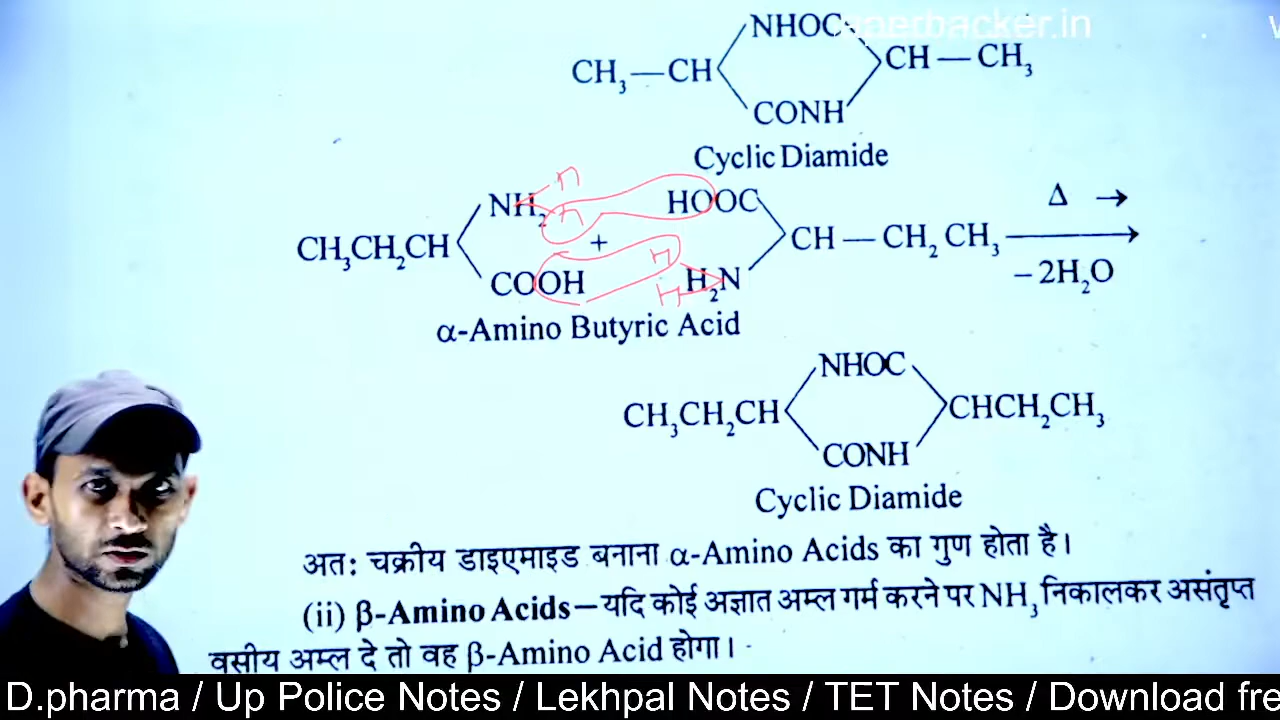 NHOC
CH₃—CH CH—CH₃
CONH
Cyclic Diamide
NH₂ HOOC Δ →
CH₃CH₂CH + CH—CH₂CH₃ ⟶
COOH H₂N –2H₂O
α-Amino Butyric Acid
NHOC
CH₃CH₂CH CHCH₂CH₃
CONH
Cyclic Diamide
अतः चक्रीय डाइएमाइड बनाना α-Amino Acids का गुण होता है।
(ii) β-Amino Acids—यदि कोई अज्ञात अम्ल गर्म करने पर NH₃ निकालकर असंतृप्त
वसीय अम्ल दे तो वह β-Amino Acid होगा।
D.pharma / Up Police Notes / Lekhpal Notes / TET Notes / Download fre